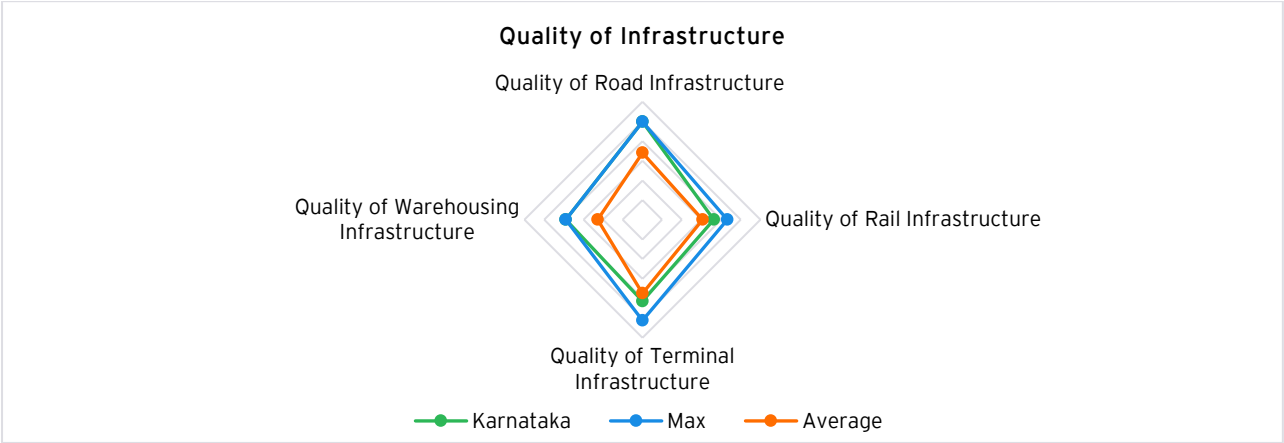 Quality of Infrastructure
Quality of Road Infrastructure
Quality of Warehousing
Infrastructure
Quality of Rail Infrastructure
Quality of Terminal
Infrastructure
Karnataka Max Average